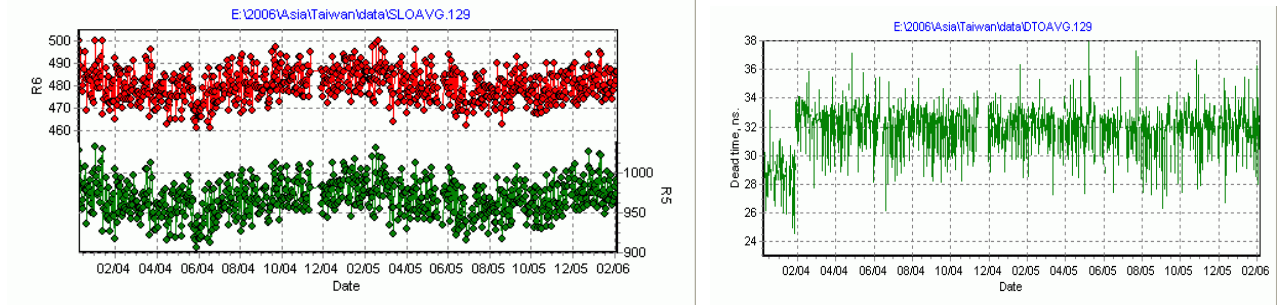 E:\2006\Asia\Taiwan\data\SLOAVG.129
500
490
480
470
460
R6
1000
950
900
R5
02/04 04/04 06/04 08/04 10/04 12/04 02/05 04/05 06/05 08/05 10/05 12/05 02/06
Date
E:\2006\Asia\Taiwan\data\DTOAVG.129
38
36
34
32
30
28
26
24
Dead time, ns.
02/04 04/04 06/04 08/04 10/04 12/04 02/05 04/05 06/05 08/05 10/05 12/05 02/06
Date